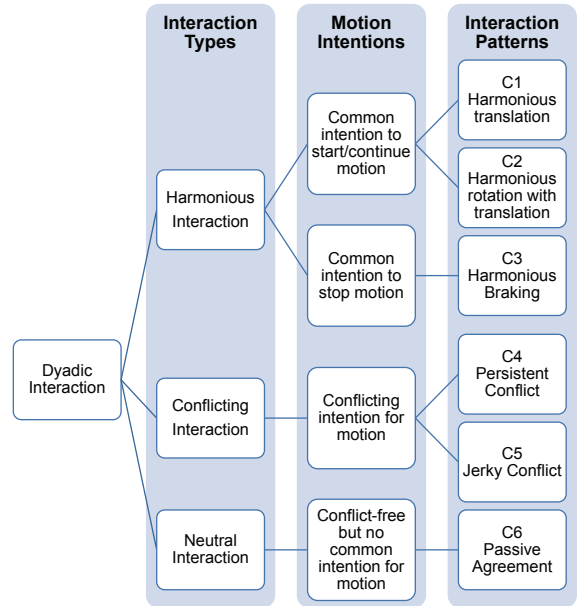 Interaction
Types
Motion
Intentions
Interaction
Patterns
Dyadic
Interaction
Harmonious
Interaction
Common
intention to
start/continue
motion
C1
Harmonious
translation
C2
Harmonious
rotation with
translation
Common
intention to
stop motion
C3
Harmonious
Braking
Conflicting
Interaction
Conflicting
intention for
motion
C4
Persistent
Conflict
C5
Jerky Conflict
Neutral
Interaction
Conflict-free
but no
common
intention for
motion
C6
Passive
Agreement